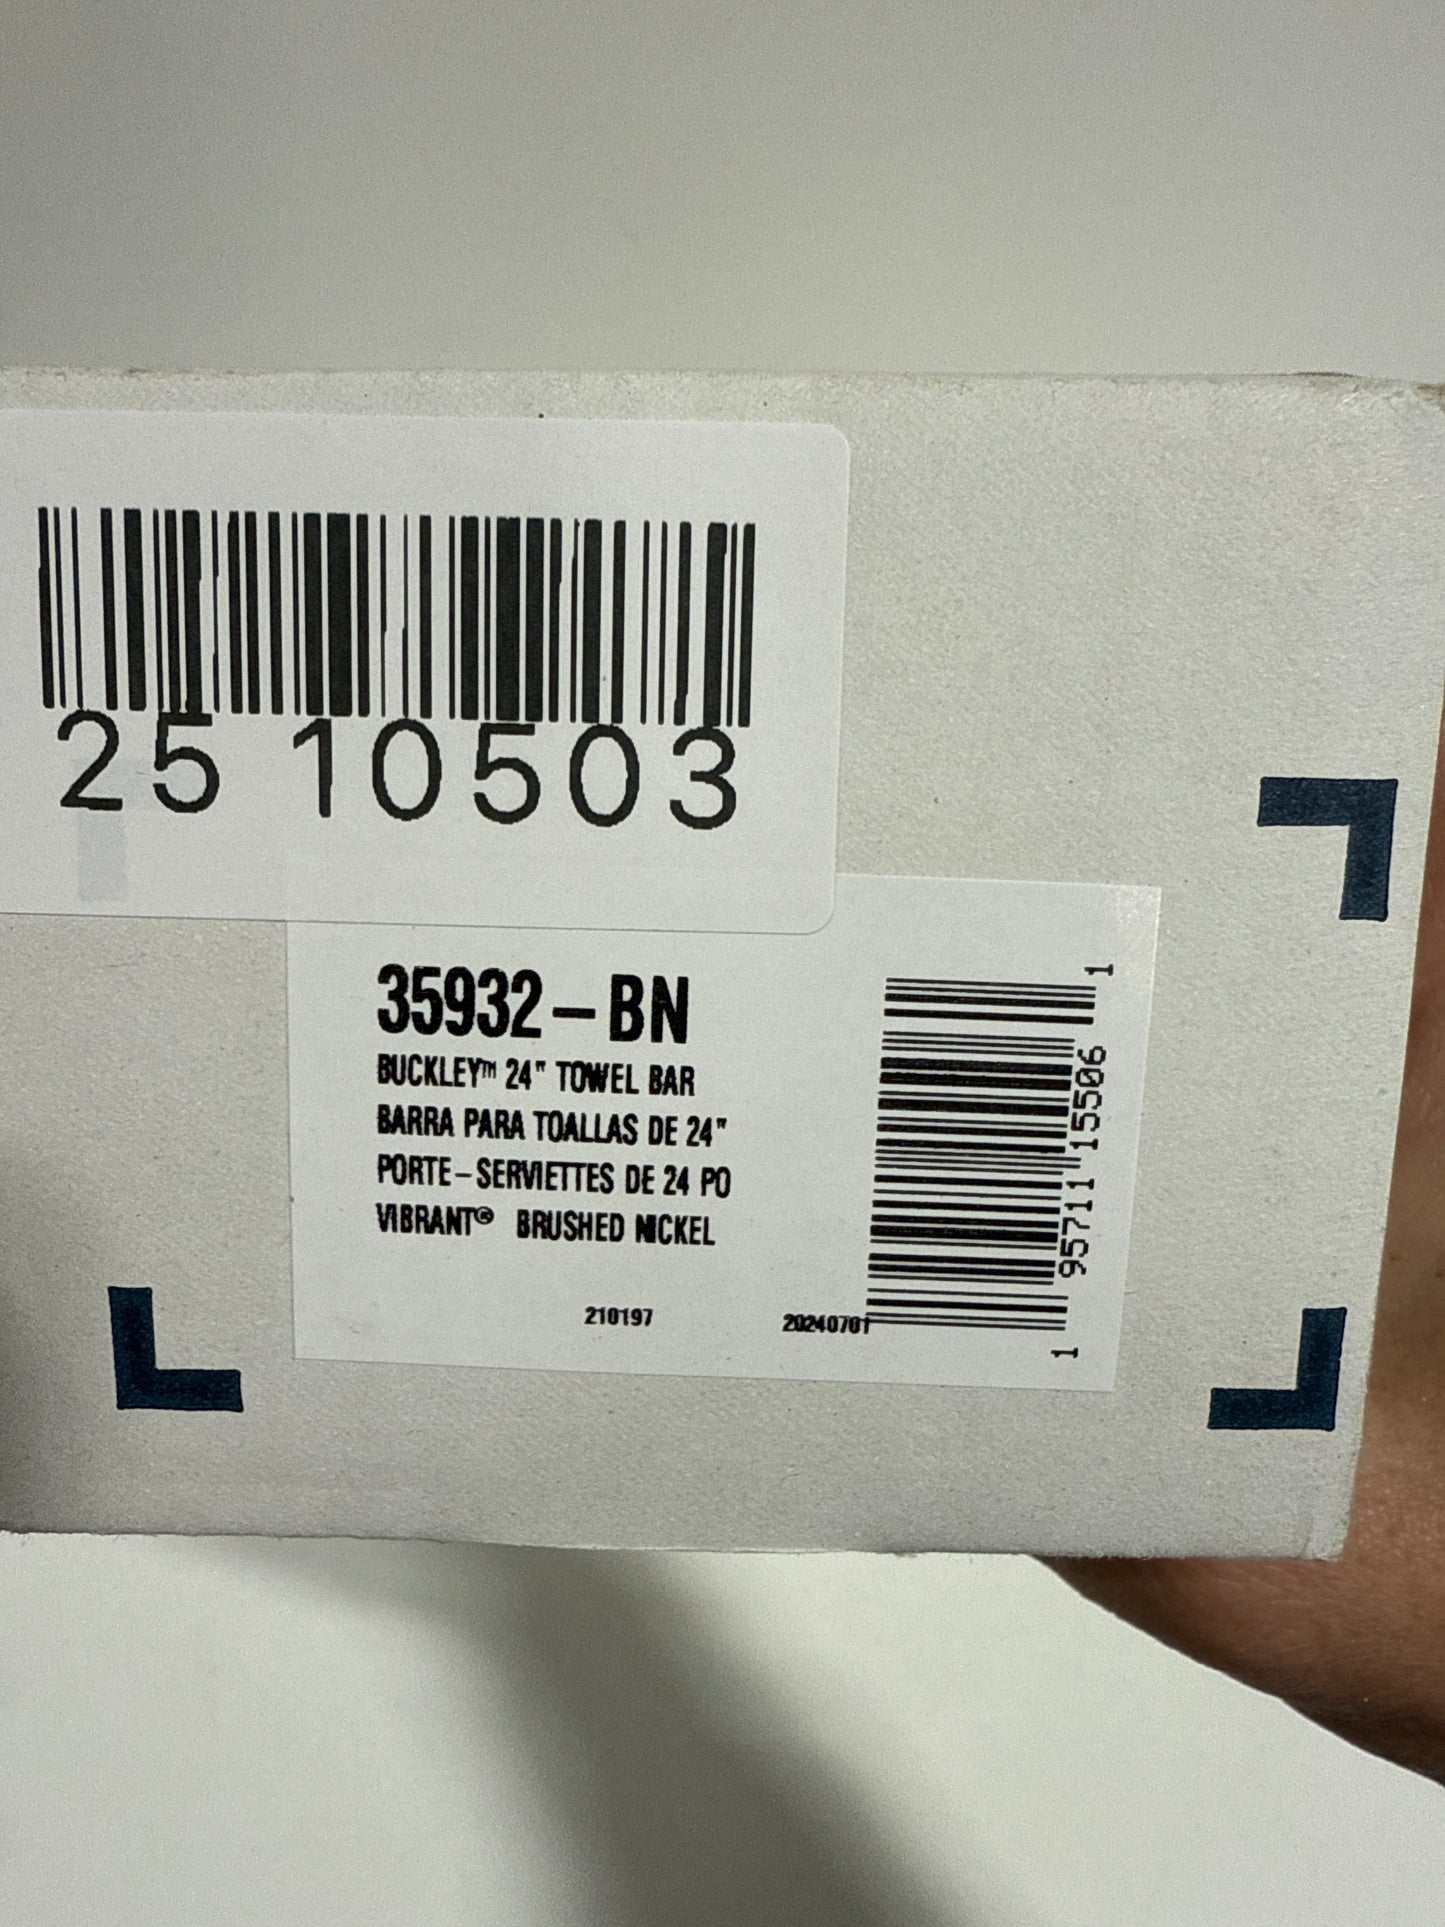 25 10503
35932-BN
BUCKLEY™ 24" TOWEL BAR
BARRA PARA TOALLAS DE 24"
PORTE-SERVIETTES DE 24 PO
VIBRANT® BRUSHED NICKEL
210197
20240701
1 95711 15506 1